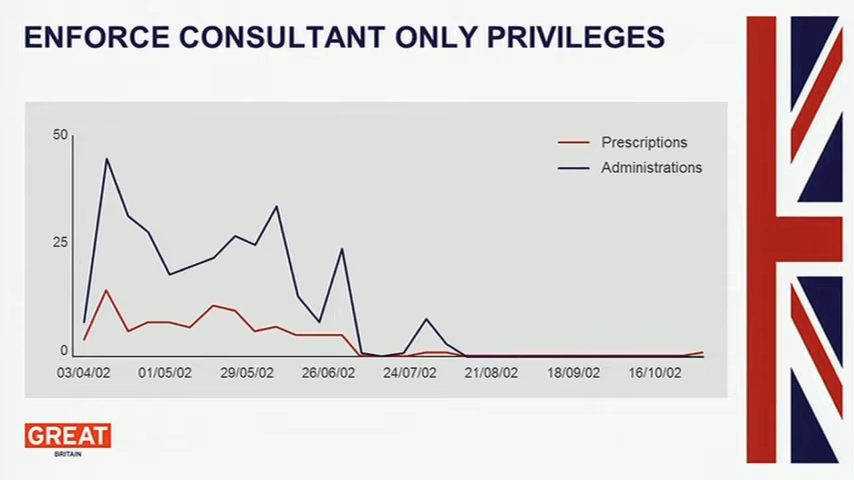 ENFORCE CONSULTANT ONLY PRIVILEGES
50
25
0
Prescriptions
Administrations
03/04/02 01/05/02 29/05/02 26/06/02 24/07/02 21/08/02 18/09/02 16/10/02
GREAT
BRITAIN